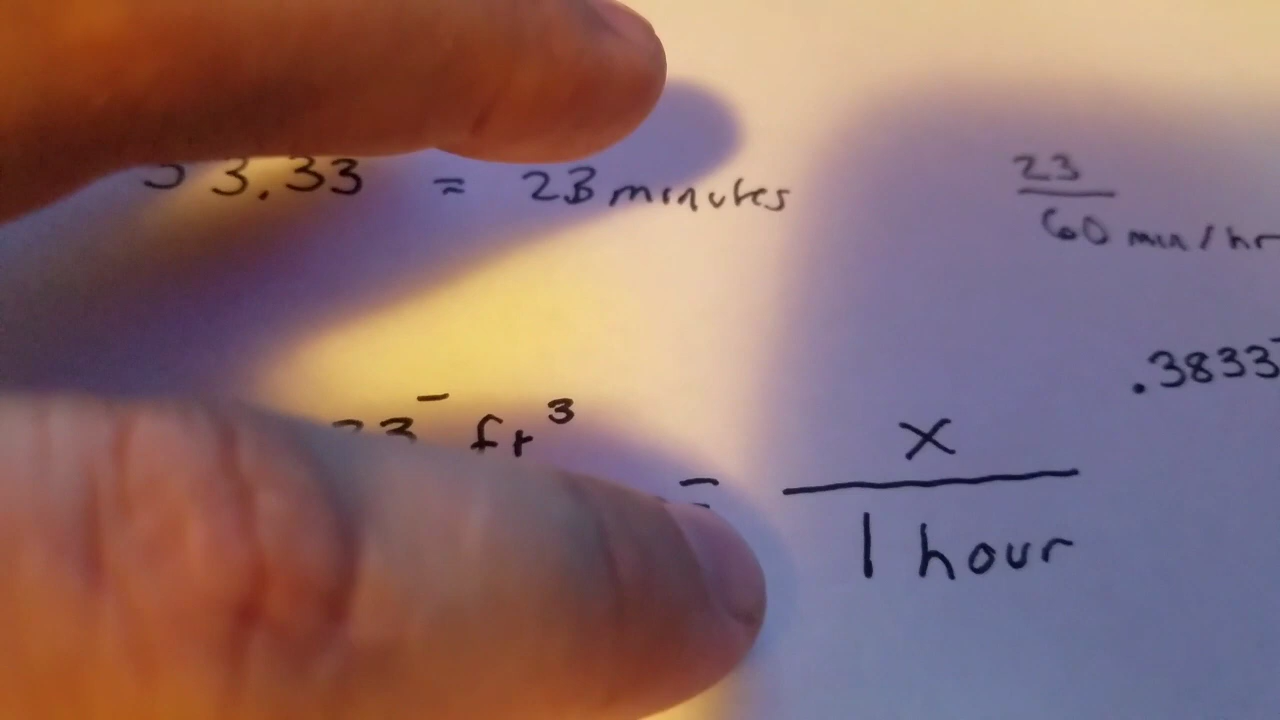 3.33 = 23 minutes
23
60 min/hr
.3833
ft³
= x
1 hour